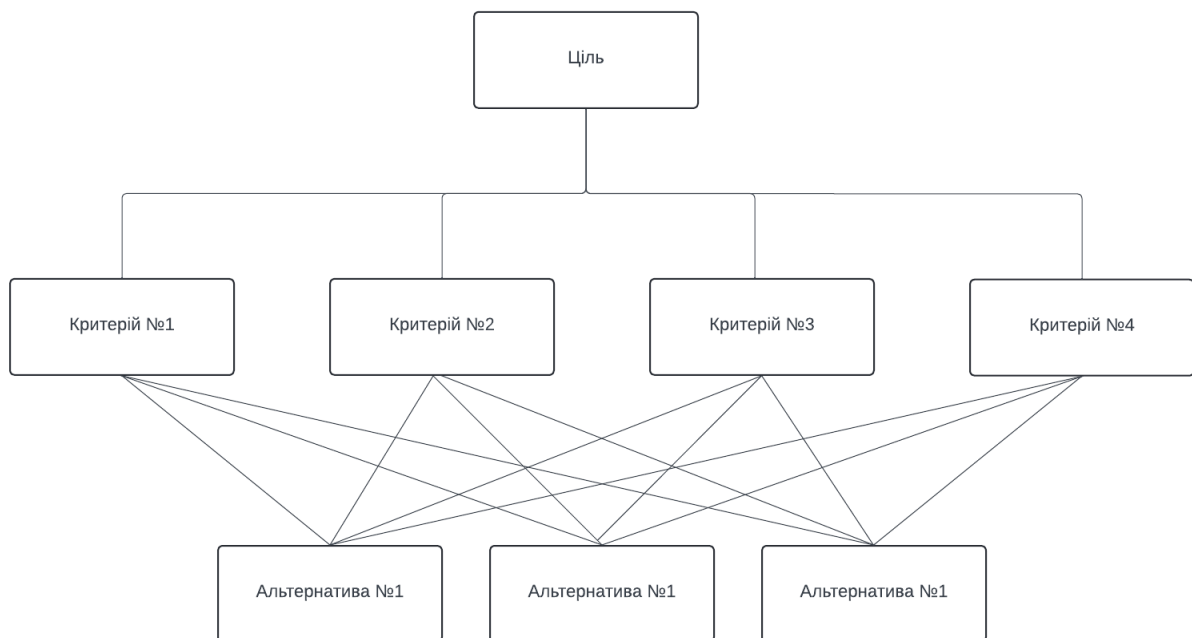 Ціль
Критерій №1
Критерій №2
Критерій №3
Критерій №4
Альтернатива №1
Альтернатива №1
Альтернатива №1